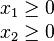 x₁ ≥ 0
x₂ ≥ 0